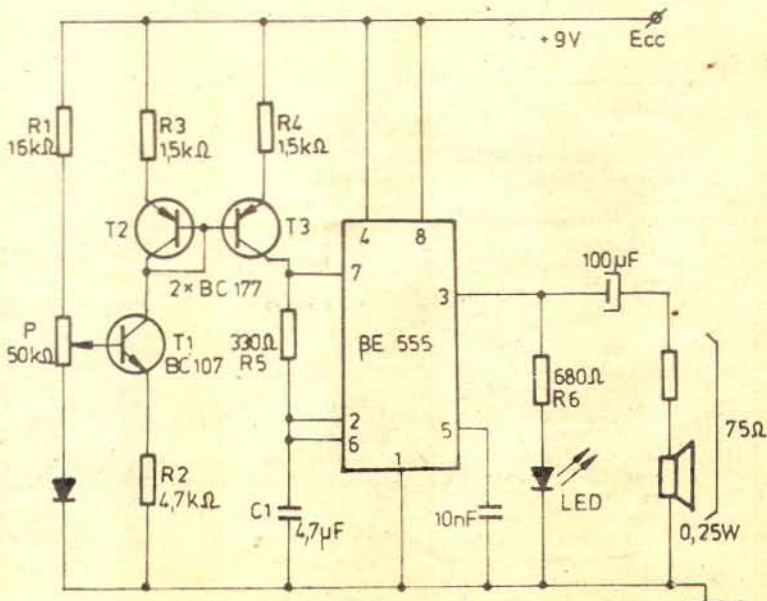 +9V Ecc
R1
15kΩ
R3
1,5kΩ
R4
1,5kΩ
T2
T3
2×BC 177
P
50kΩ
T1
BC107
R2
4,7kΩ
330Ω
R5
C1
4,7µF
4
8
7
3
βE 555
2
6
5
1
10nF
100µF
680Ω
R6
LED
75Ω
0,25W